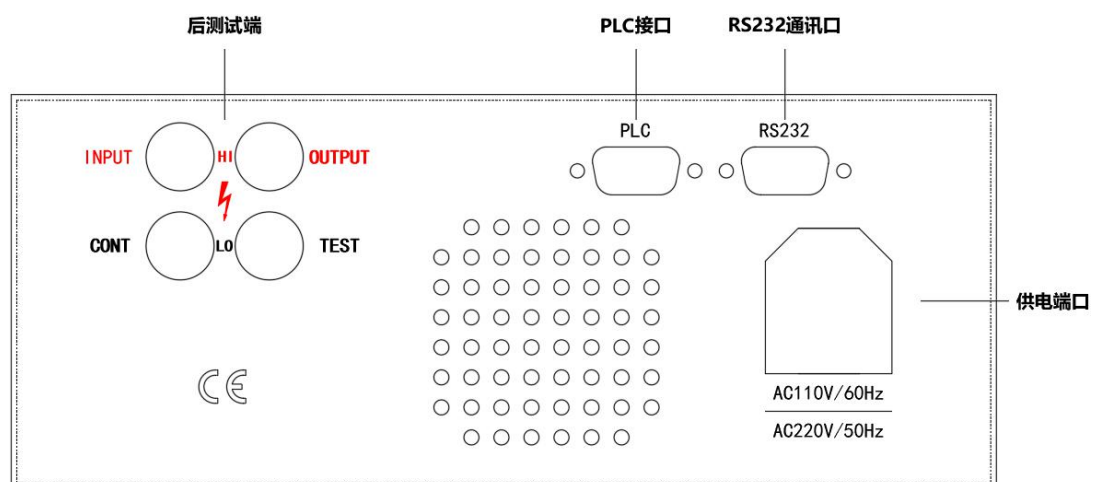 后测试端
PLC接口
RS232通讯口
PLC
RS232
INPUT
HI
OUTPUT
CONT
LO
TEST
供电端口
CE
AC110V/60Hz
AC220V/50Hz